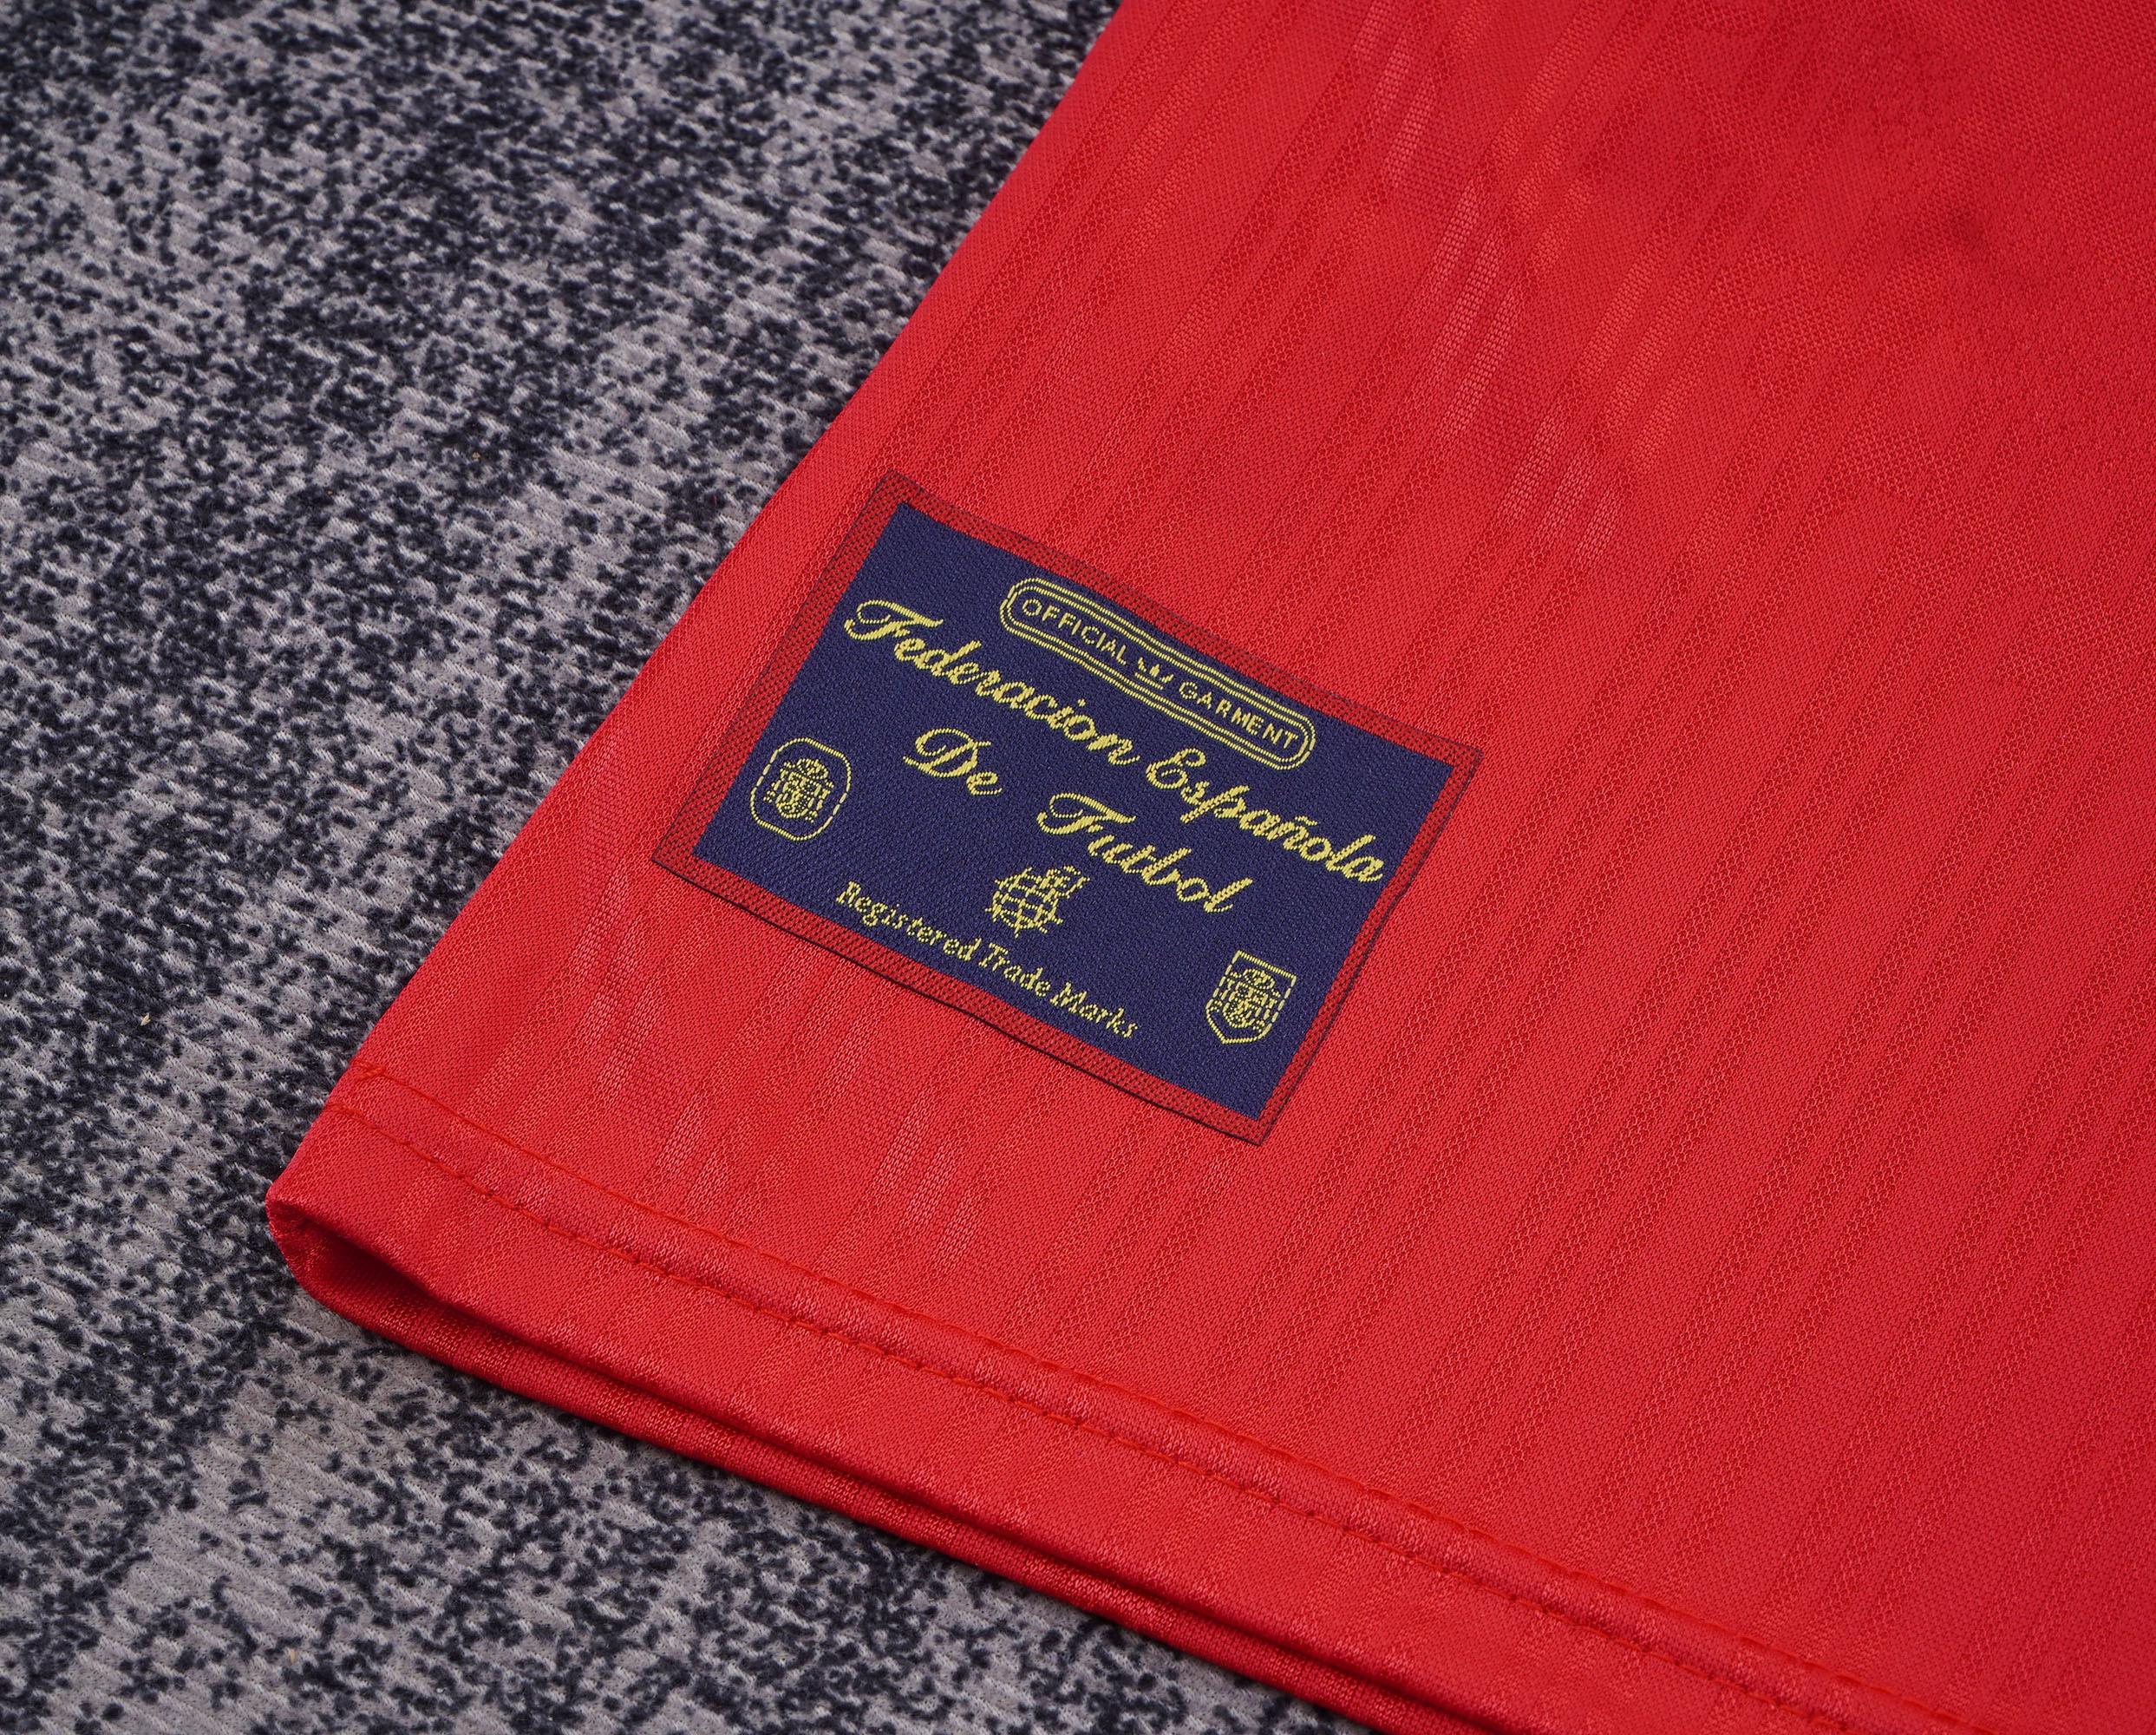 OFFICIAL GARMENT
Federacion Española
De Futbol
Registered Trade Marks